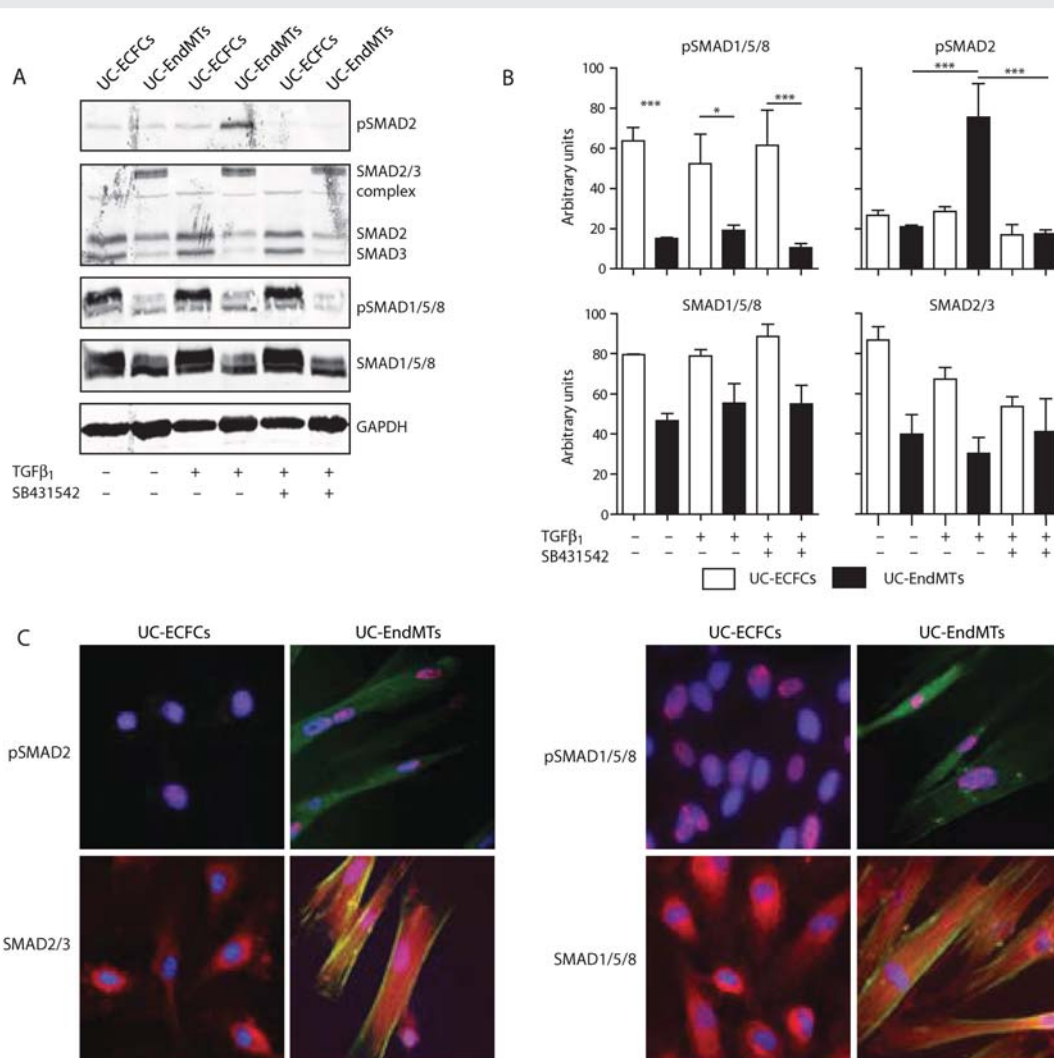 A
UC-ECFCs UC-EndMTs UC-ECFCs UC-EndMTs UC-ECFCs UC-EndMTs
pSMAD2
SMAD2/3
complex
SMAD2
SMAD3
pSMAD1/5/8
SMAD1/5/8
GAPDH
TGFβ1 – – + + + +
SB431542 – – – – + +
B
pSMAD1/5/8 pSMAD2
Arbitrary units
100
80
60
40
20
0
*** * ***
*** ***
SMAD1/5/8 SMAD2/3
Arbitrary units
100
80
60
40
20
0
TGFβ1 – – + + + + – – + + + +
SB431542 – – – – + + – – – – + +
UC-ECFCs UC-EndMTs
C
UC-ECFCs UC-EndMTs UC-ECFCs UC-EndMTs
pSMAD2 pSMAD1/5/8
SMAD2/3 SMAD1/5/8